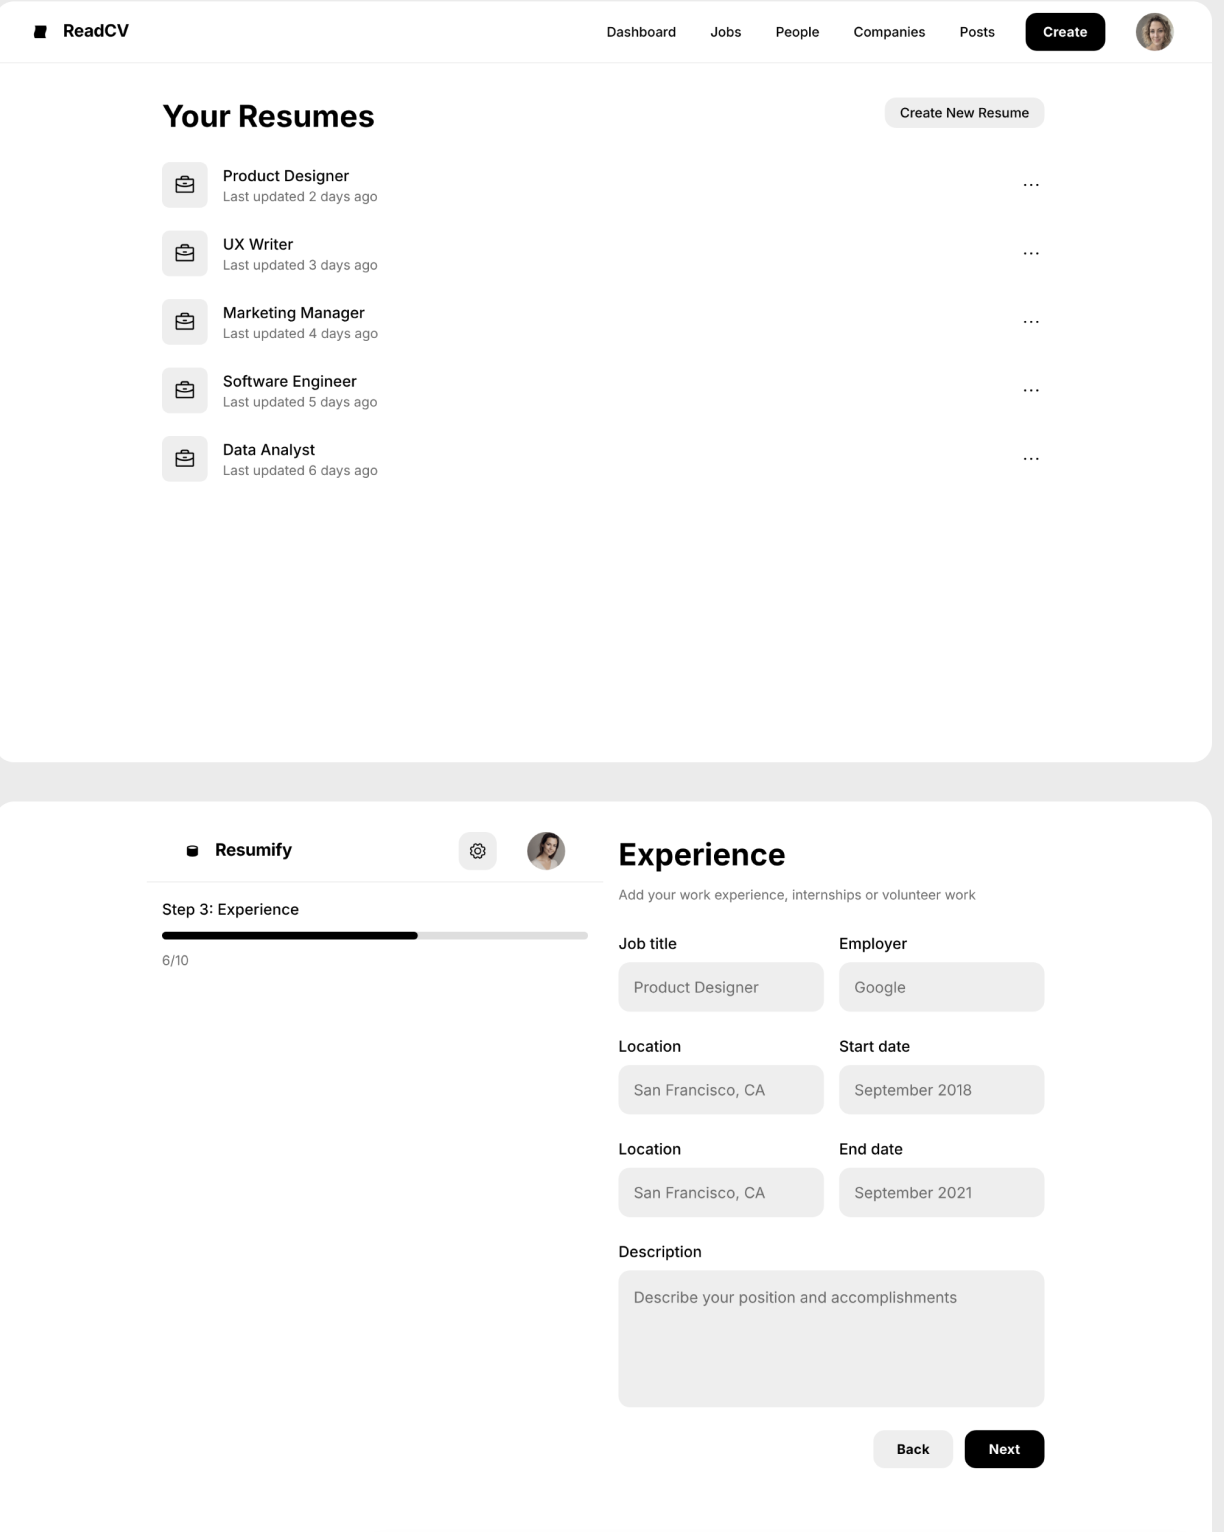 ReadCV
Dashboard Jobs People Companies Posts Create
Your Resumes
Create New Resume
Product Designer
Last updated 2 days ago
...
UX Writer
Last updated 3 days ago
...
Marketing Manager
Last updated 4 days ago
...
Software Engineer
Last updated 5 days ago
...
Data Analyst
Last updated 6 days ago
...
Resumify
Step 3: Experience
6/10
Experience
Add your work experience, internships or volunteer work
Job title Employer
Product Designer Google
Location Start date
San Francisco, CA September 2018
Location End date
San Francisco, CA September 2021
Description
Describe your position and accomplishments
Back Next